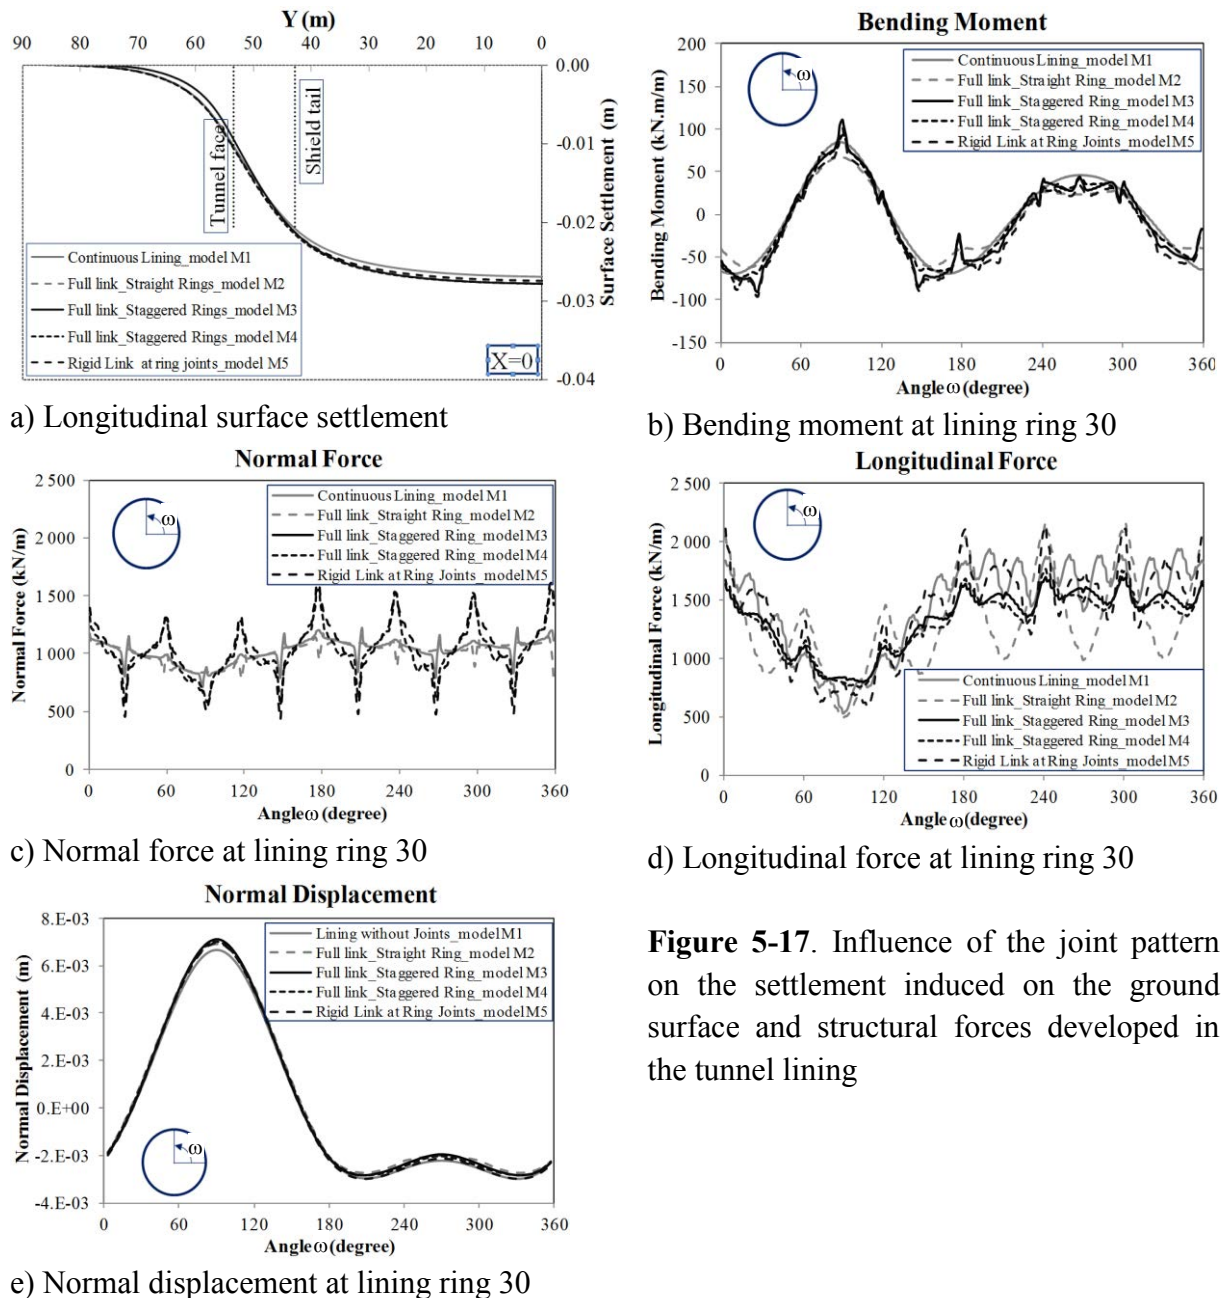 Y (m)
90 80 70 60 50 40 30 20 10 0
0.00
-0.01
-0.02
-0.03
-0.04
Surface Settlement (m)
Tunnel face
Shield tail
Continuous Lining_model M1
Full link_Straight Rings_model M2
Full link_Staggered Rings_model M3
Full link_Staggered Rings_model M4
Rigid Link at ring joints_model M5
X=0
a) Longitudinal surface settlement
Bending Moment
200
150
100
50
0
-50
-100
-150
Bending Moment (kN.m/m)
ω
Continuous Lining_model M1
Full link_Straight Ring_model M2
Full link_Staggered Ring_model M3
Full link_Staggered Ring_model M4
Rigid Link at Ring Joints_model M5
0 60 120 180 240 300 360
Angle ω (degree)
b) Bending moment at lining ring 30
Normal Force
2 500
2 000
1 500
1 000
500
0
Normal Force (kN/m)
ω
Continuous Lining_model M1
Full link_Straight Ring_model M2
Full link_Staggered Ring_model M3
Full link_Staggered Ring_model M4
Rigid Link at Ring Joints_model M5
0 60 120 180 240 300 360
Angle ω (degree)
c) Normal force at lining ring 30
Longitudinal Force
2 500
2 000
1 500
1 000
500
0
Longitudinal Force (kN/m)
ω
Continuous Lining_model M1
Full link_Straight Ring_model M2
Full link_Staggered Ring_model M3
Full link_Staggered Ring_model M4
Rigid Link at Ring Joints_model M5
0 60 120 180 240 300 360
Angle ω (degree)
d) Longitudinal force at lining ring 30
Normal Displacement
8.E-03
6.E-03
4.E-03
2.E-03
0.E+00
-2.E-03
-4.E-03
Normal Displacement (m)
Lining without Joints_model M1
Full link_Straight Ring_model M2
Full link_Staggered Ring_model M3
Full link_Staggered Ring_model M4
Rigid Link at Ring Joints_model M5
ω
0 60 120 180 240 300 360
Angle ω (degree)
e) Normal displacement at lining ring 30
Figure 5-17. Influence of the joint pattern
on the settlement induced on the ground
surface and structural forces developed in
the tunnel lining